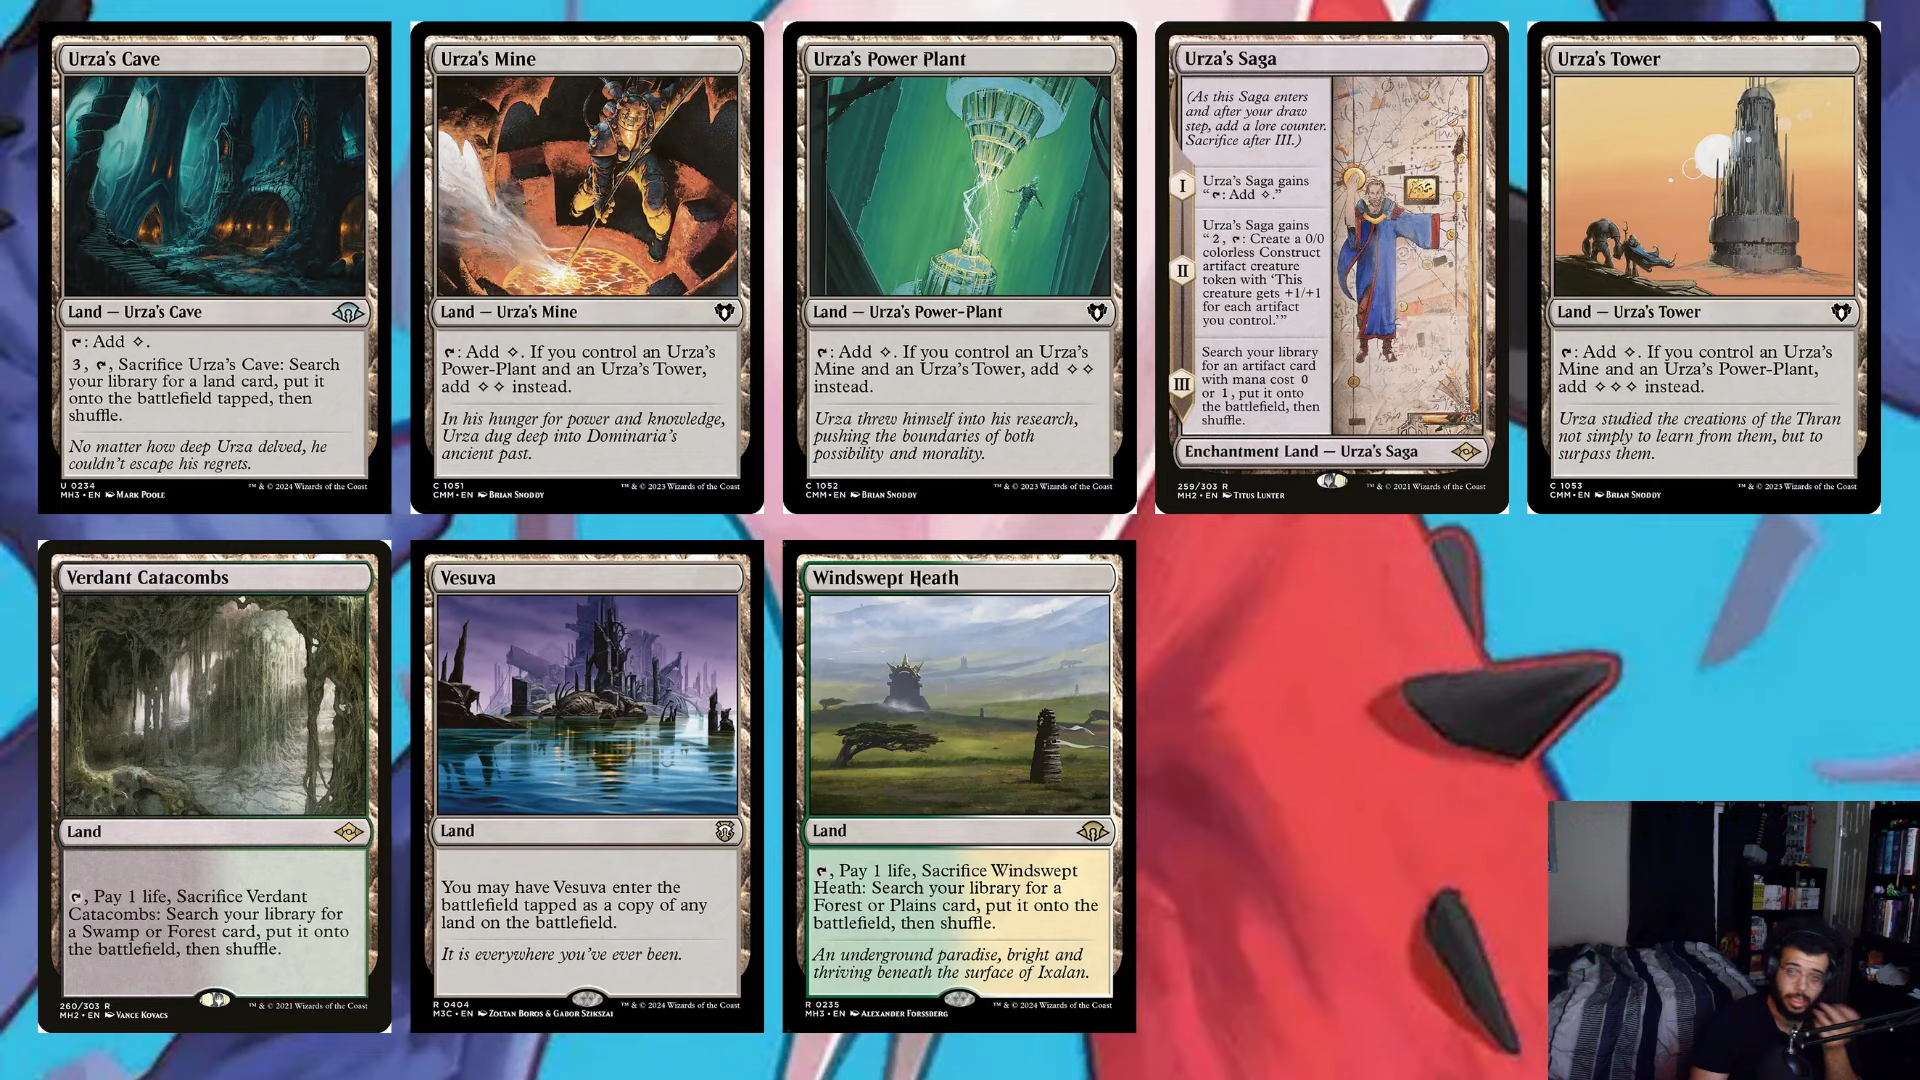 Urza's Cave
Land — Urza's Cave
: Add .
3, , Sacrifice Urza's Cave: Search
your library for a land card, put it
onto the battlefield tapped, then
shuffle.
No matter how deep Urza delved, he
couldn't escape his regrets.
U 0234
MH3 • EN Mark Poole
™ & © 2024 Wizards of the Coast
Urza's Mine
Land — Urza's Mine
: Add . If you control an Urza's
Power-Plant and an Urza's Tower,
add instead.
In his hunger for power and knowledge,
Urza dug deep into Dominaria's
ancient past.
C 1051
CMM • EN Brian Snoddy
™ & © 2023 Wizards of the Coast
Urza's Power Plant
Land — Urza's Power-Plant
: Add . If you control an Urza's
Mine and an Urza's Tower, add
instead.
Urza threw himself into his research,
pushing the boundaries of both
possibility and morality.
C 1052
CMM • EN Brian Snoddy
™ & © 2023 Wizards of the Coast
Urza's Saga
(As this Saga enters
and after your draw
step, add a lore counter.
Sacrifice after III.)
I
Urza's Saga gains
“: Add .”
II
Urza's Saga gains
“2, : Create a 0/0
colorless Construct
artifact creature
token with ‘This
creature gets +1/+1
for each artifact
you control.’”
III
Search your library
for an artifact card
with mana cost 0
or 1, put it onto
the battlefield, then
shuffle.
Enchantment Land — Urza's Saga
259/303 R
MH2 • EN Titus Lunter
™ & © 2021 Wizards of the Coast
Urza's Tower
Land — Urza's Tower
: Add . If you control an Urza's
Mine and an Urza's Power-Plant,
add instead.
Urza studied the creations of the Thran
not simply to learn from them, but to
surpass them.
C 1053
CMM • EN Brian Snoddy
™ & © 2023 Wizards of the Coast
Verdant Catacombs
Land
, Pay 1 life, Sacrifice Verdant
Catacombs: Search your library for
a Swamp or Forest card, put it onto
the battlefield, then shuffle.
260/303 R
MH2 • EN Vance Kovacs
™ & © 2021 Wizards of the Coast
Vesuva
Land
You may have Vesuva enter the
battlefield tapped as a copy of any
land on the battlefield.
It is everywhere you've ever been.
R 0404
M3C • EN Zoltan Boros & Gabor Szikszai
™ & © 2024 Wizards of the Coast
Windswept Heath
Land
, Pay 1 life, Sacrifice Windswept
Heath: Search your library for a
Forest or Plains card, put it onto the
battlefield, then shuffle.
An underground paradise, bright and
thriving beneath the surface of Ixalan.
R 0235
MH3 • EN Alexander Forssberg
™ & © 2024 Wizards of the Coast